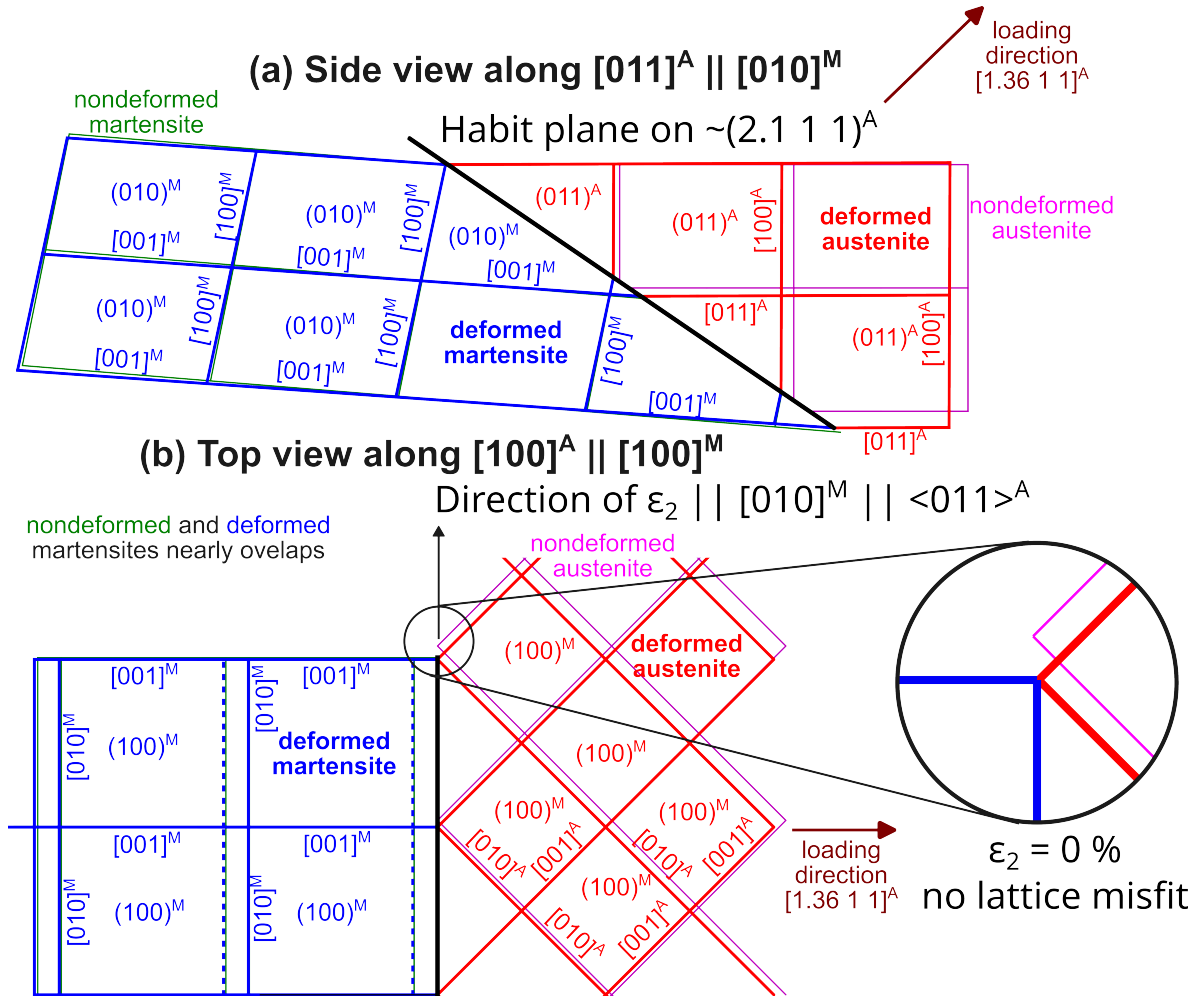 (a) Side view along [011]ᴬ || [010]ᴹ
loading
direction
[1.36 1 1]ᴬ
nondeformed
martensite
Habit plane on ~(2.1 1 1)ᴬ
(010)ᴹ
[100]ᴹ
(010)ᴹ
[100]ᴹ
(010)ᴹ
(011)ᴬ
(011)ᴬ
[100]ᴬ
deformed
austenite
nondeformed
austenite
[001]ᴹ
[001]ᴹ
[001]ᴹ
(010)ᴹ
[100]ᴹ
(010)ᴹ
[100]ᴹ
deformed
martensite
[100]ᴹ
[011]ᴬ
(011)ᴬ
[100]ᴬ
[001]ᴹ
[001]ᴹ
[001]ᴹ
[011]ᴬ
(b) Top view along [100]ᴬ || [100]ᴹ
Direction of ε₂ || [010]ᴹ || <011>ᴬ
nondeformed and deformed
martensites nearly ovelaps
nondeformed
austenite
(100)ᴹ
deformed
austenite
[001]ᴹ
[010]ᴹ
[001]ᴹ
[010]ᴹ
(100)ᴹ
deformed
martensite
(100)ᴹ
(100)ᴹ
(100)ᴹ
[001]ᴹ
[001]ᴹ
[010]ᴬ
[001]ᴬ
[010]ᴬ
[001]ᴬ
[010]ᴹ
(100)ᴹ
[010]ᴹ
(100)ᴹ
(100)ᴹ
[010]ᴬ
[001]ᴬ
loading
direction
[1.36 1 1]ᴬ
ε₂ = 0 %
no lattice misfit